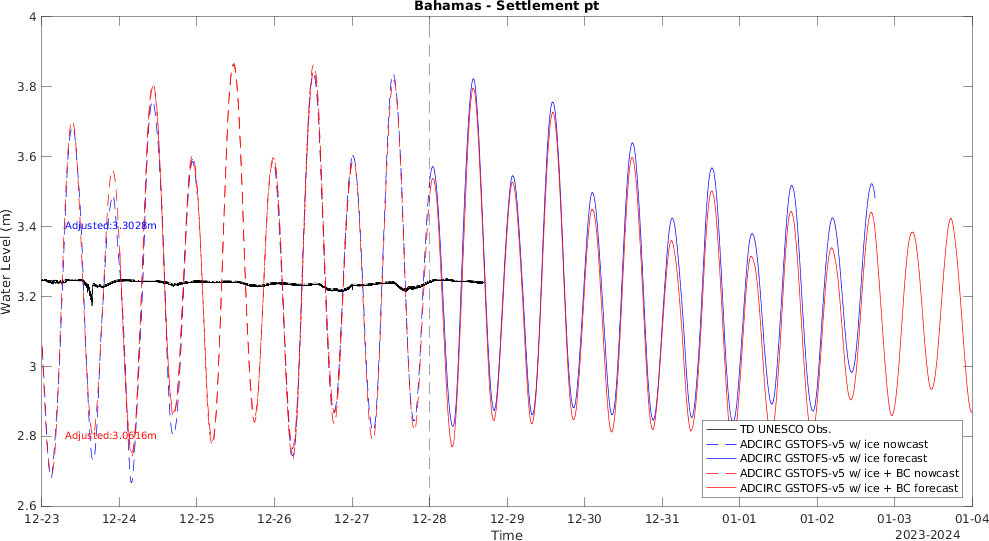 Bahamas - Settlement pt
Water Level (m)
4
3.8
3.6
3.4
3.2
3
2.8
2.6
Adjusted:3.3028m
Adjusted:3.0616m
TD UNESCO Obs.
ADCIRC GSTOFS-v5 w/ ice nowcast
ADCIRC GSTOFS-v5 w/ ice forecast
ADCIRC GSTOFS-v5 w/ ice + BC nowcast
ADCIRC GSTOFS-v5 w/ ice + BC forecast
12-23 12-24 12-25 12-26 12-27 12-28 12-29 12-30 12-31 01-01 01-02 01-03 01-04
Time
2023-2024